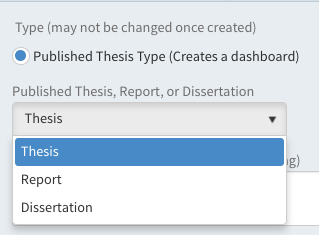 Type (may not be changed once created)
Published Thesis Type (Creates a dashboard)
Published Thesis, Report, or Dissertation
Thesis
Thesis
Report
Dissertation